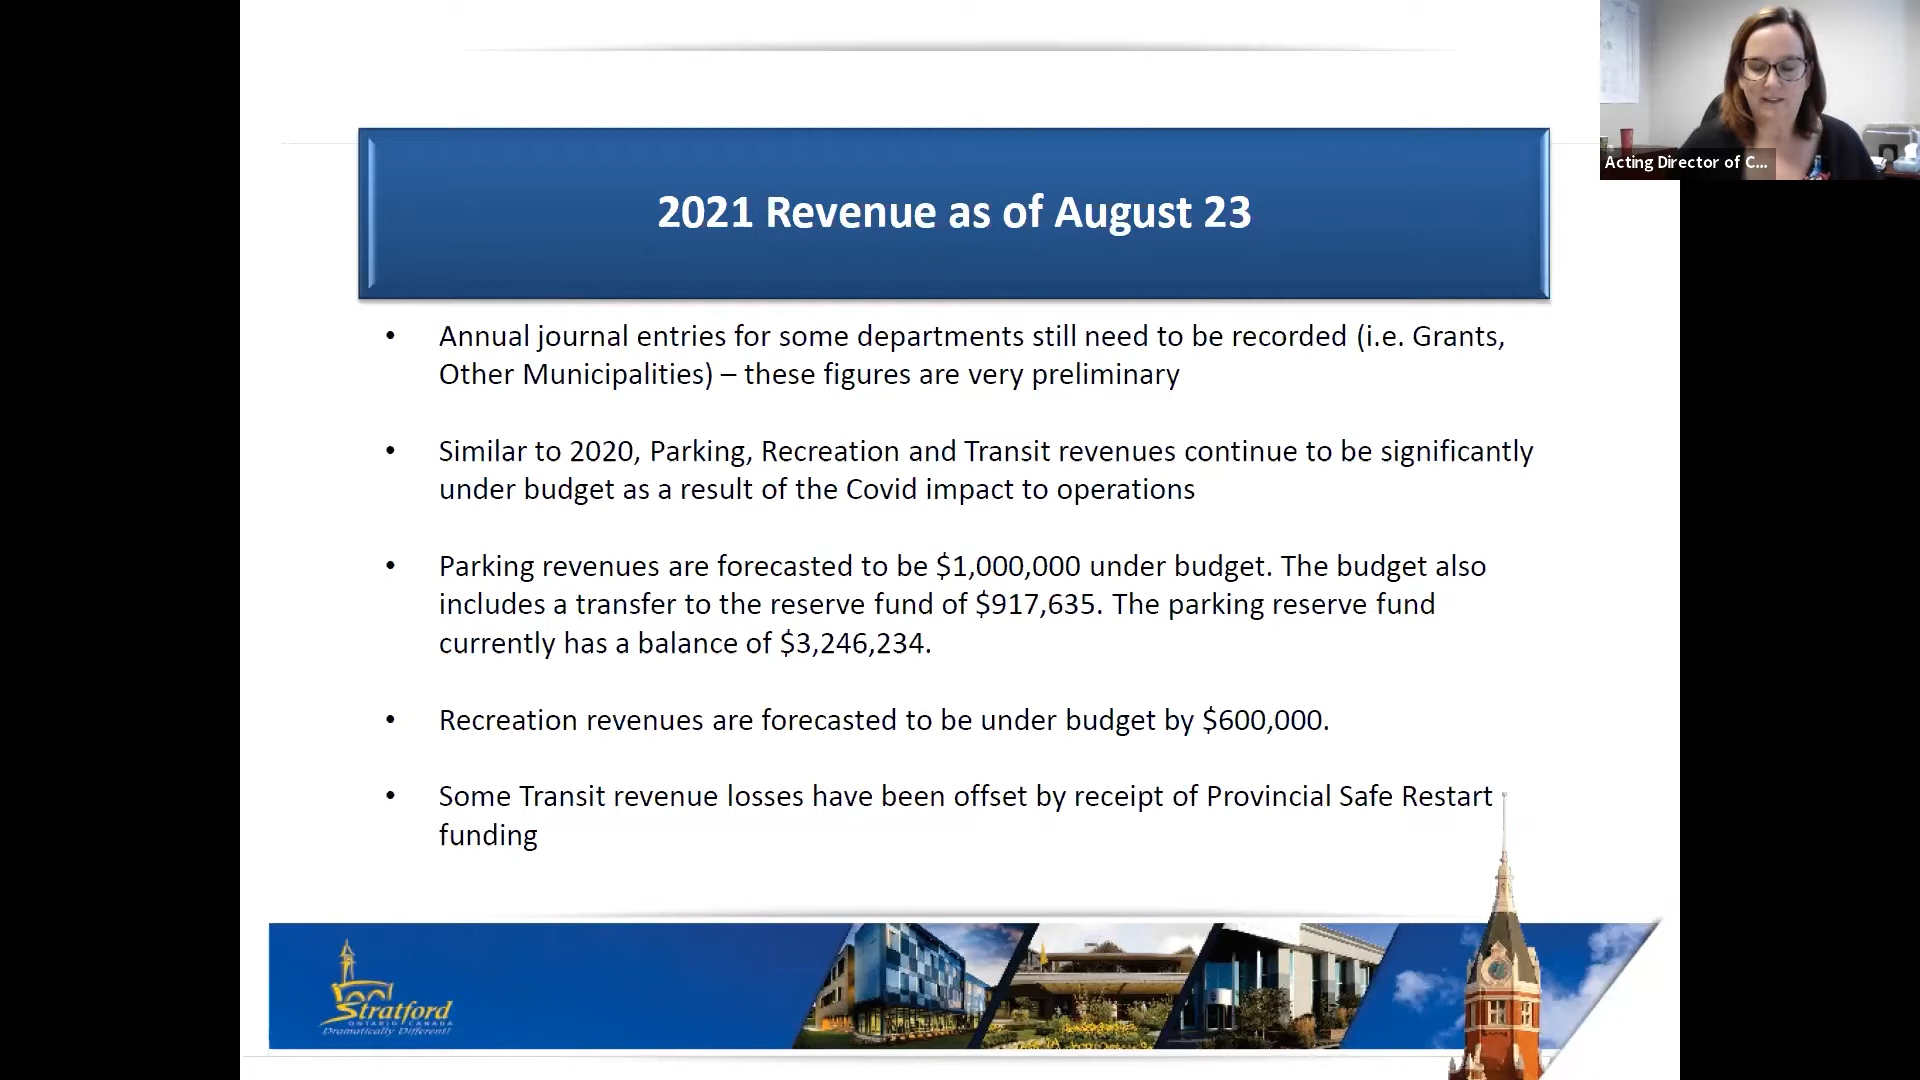 Acting Director of C...
2021 Revenue as of August 23
• Annual journal entries for some departments still need to be recorded (i.e. Grants,
Other Municipalities) – these figures are very preliminary
• Similar to 2020, Parking, Recreation and Transit revenues continue to be significantly
under budget as a result of the Covid impact to operations
• Parking revenues are forecasted to be $1,000,000 under budget. The budget also
includes a transfer to the reserve fund of $917,635. The parking reserve fund
currently has a balance of $3,246,234.
• Recreation revenues are forecasted to be under budget by $600,000.
• Some Transit revenue losses have been offset by receipt of Provincial Safe Restart
funding
Stratford
ONTARIO CANADA
Dramatically Different!